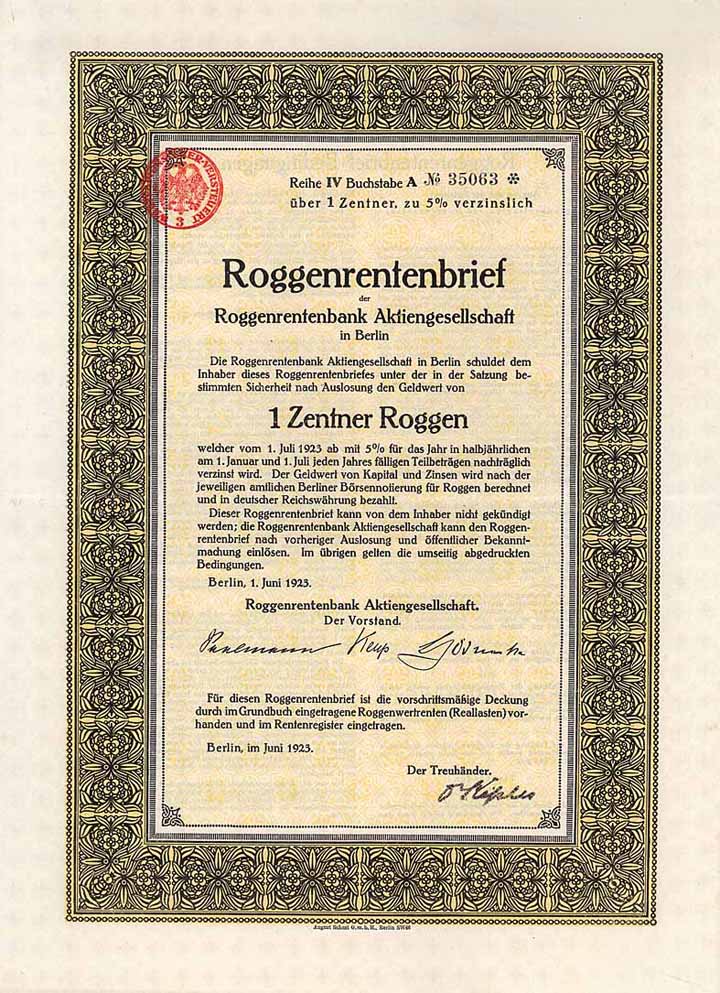 Reihe IV Buchstabe A № 35063 *
über 1 Zentner, zu 5% verzinslich
Roggenrentenbrief
der
Roggenrentenbank Aktiengesellschaft
in Berlin
Die Roggenrentenbank Aktiengesellschaft in Berlin schuldet dem
Inhaber dieses Roggenrentenbriefes unter der in der Satzung be-
stimmten Sicherheit nach Auslosung den Geldwert von
1 Zentner Roggen
welcher vom 1. Juli 1923 ab mit 5% für das Jahr in halbjährlichen
am 1. Januar und 1. Juli jeden Jahres fälligen Teilbeträgen nachträglich
verzinst wird. Der Geldwert von Kapital und Zinsen wird nach der
jeweiligen amtlichen Berliner Börsennotierung für Roggen berechnet
und in deutscher Reichswährung bezahlt.
Dieser Roggenrentenbrief kann von dem Inhaber nicht gekündigt
werden; die Roggenrentenbank Aktiengesellschaft kann den Roggen-
rentenbrief nach vorheriger Auslosung und öffentlicher Bekannt-
machung einlösen. Im übrigen gelten die umseitig abgedruckten
Bedingungen.
Berlin, 1. Juni 1923.
Roggenrentenbank Aktiengesellschaft.
Der Vorstand.
Für diesen Roggenrentenbrief ist die vorschriftsmäßige Deckung
durch im Grundbuch eingetragene Roggenwertrenten (Reallasten) vor-
handen und im Rentenregister eingetragen.
Berlin, im Juni 1923.
Der Treuhänder.
August Scherl G.m.b.H., Berlin SW68